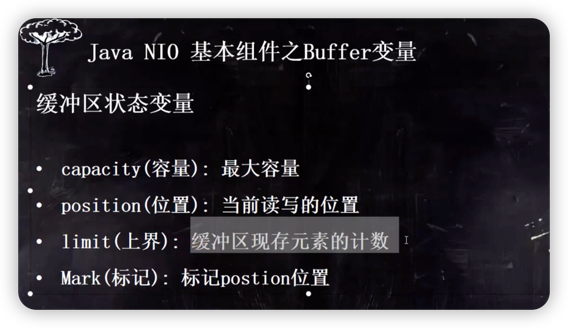 Java NIO 基本组件之Buffer变量
缓冲区状态变量
• capacity(容量): 最大容量
• position(位置): 当前读写的位置
• limit(上界): 缓冲区现存元素的计数
• Mark(标记): 标记postion位置